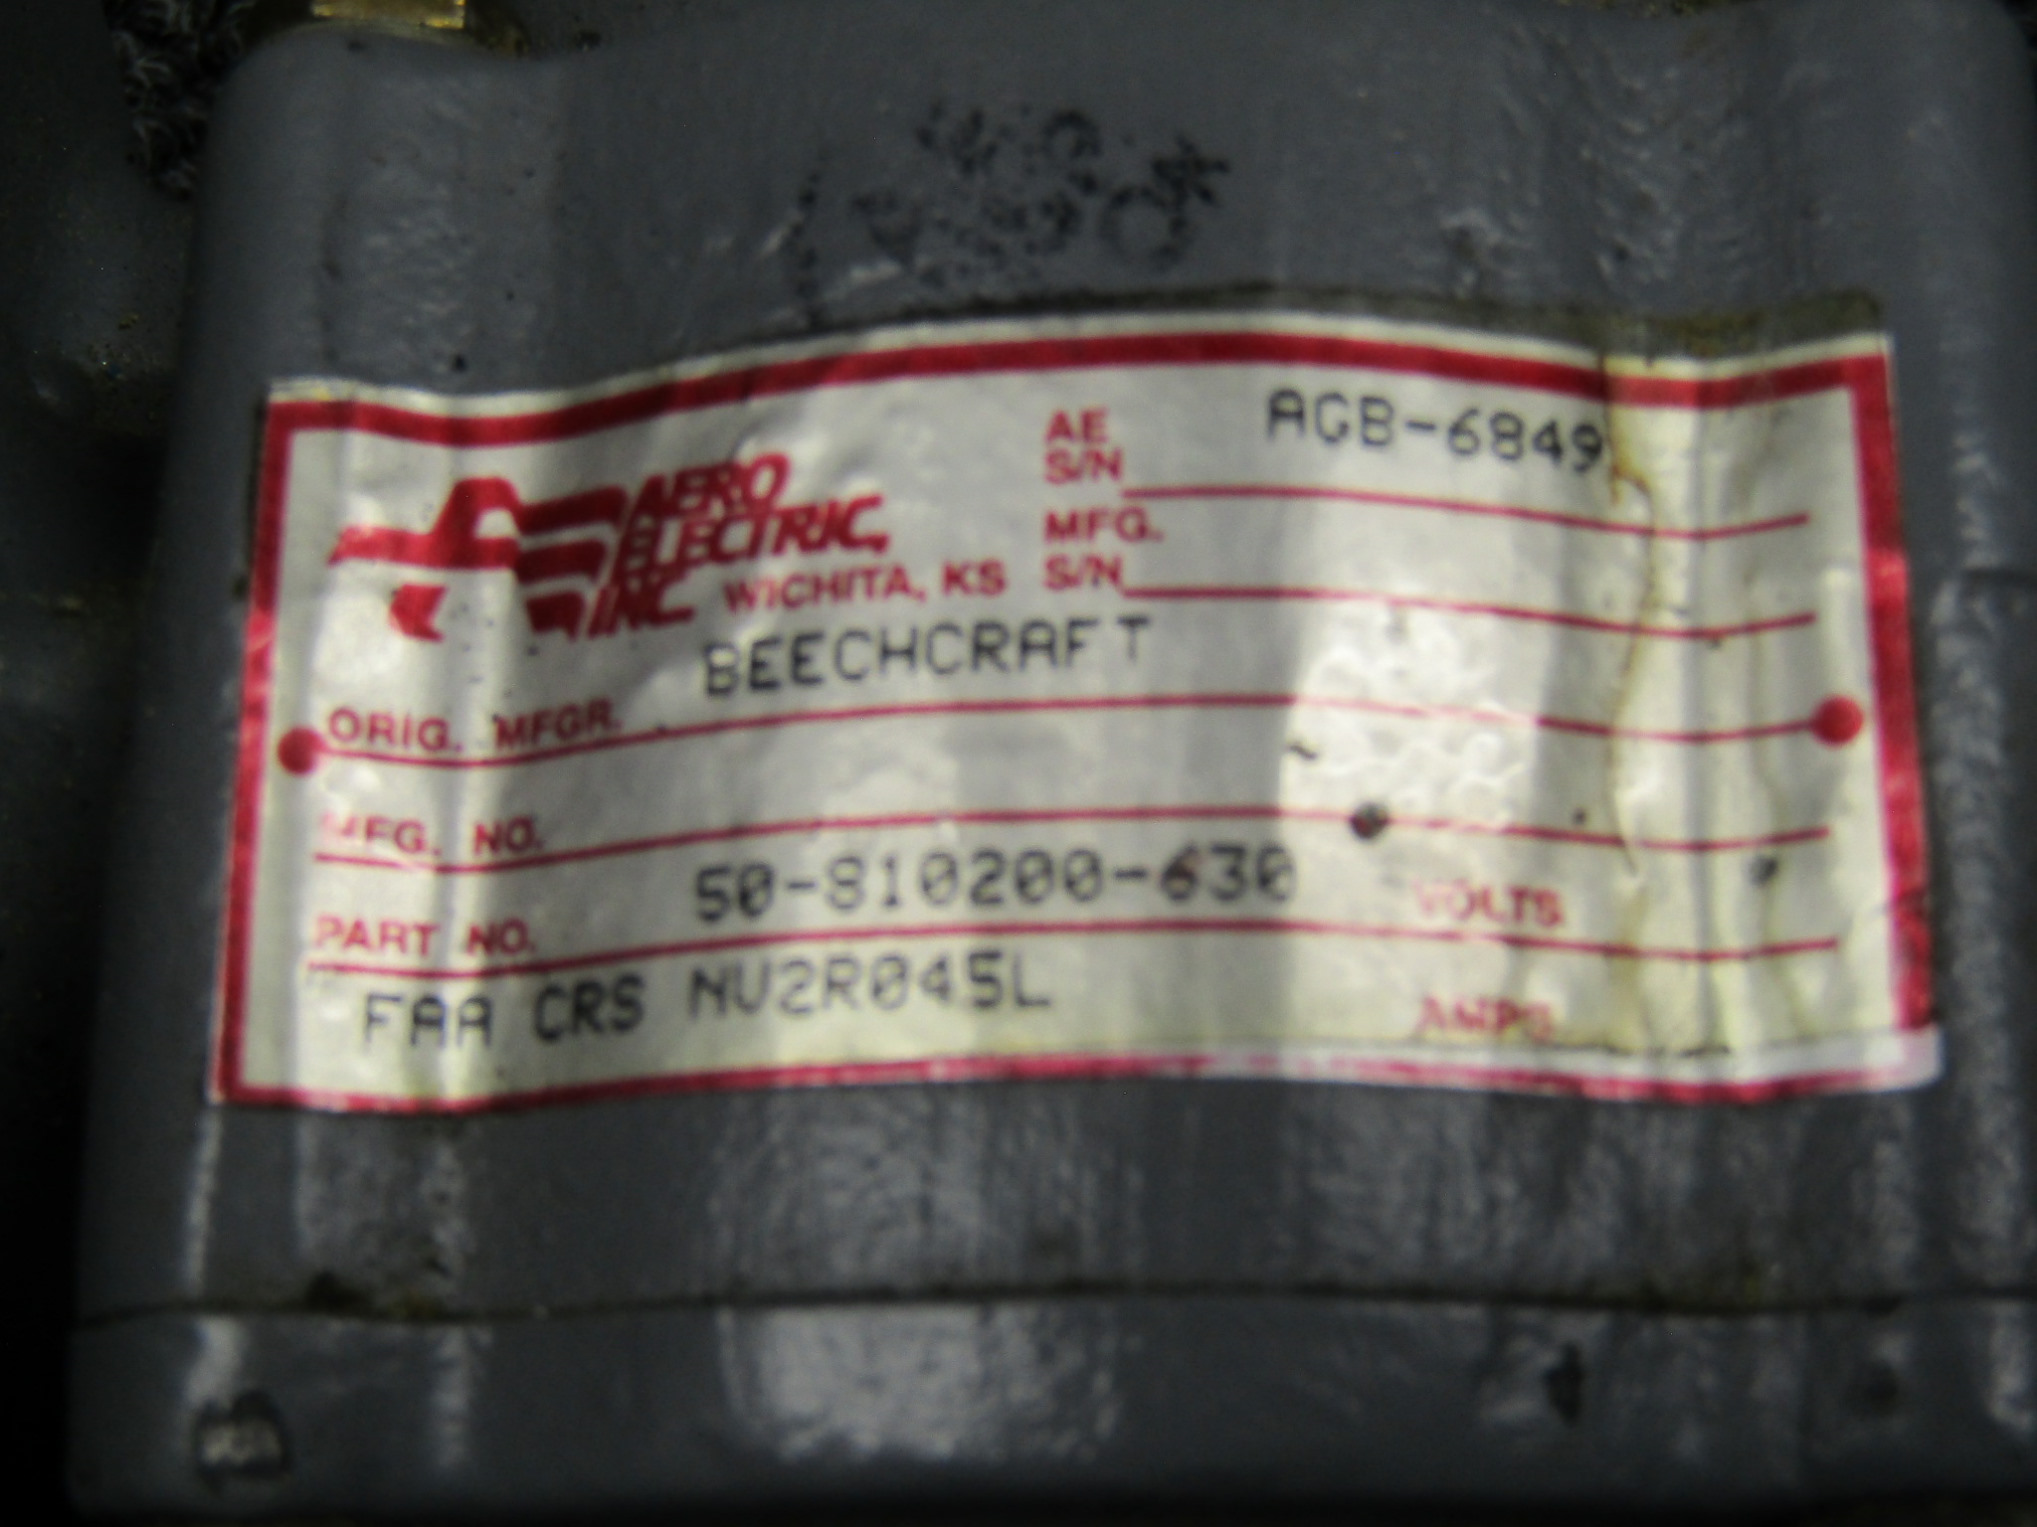 AERO
ELECTRIC,
INC. WICHITA, KS
AE
S/N AGB-6849
MFG.
S/N
ORIG. MFGR. BEECHCRAFT
MFG. NO.
PART NO. 50-810200-630 VOLTS
FAA CRS NV2R045L AMPS